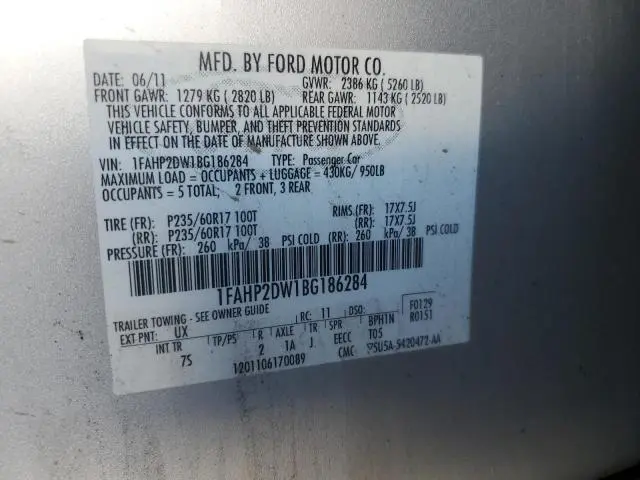 MFD. BY FORD MOTOR CO.
DATE: 06/11 GVWR: 2386 KG ( 5260 LB)
FRONT GAWR: 1279 KG ( 2820 LB) REAR GAWR: 1143 KG ( 2520 LB)
THIS VEHICLE CONFORMS TO ALL APPLICABLE FEDERAL MOTOR
VEHICLE SAFETY, BUMPER, AND THEFT PREVENTION STANDARDS
IN EFFECT ON THE DATE OF MANUFACTURE SHOWN ABOVE.
VIN: 1FAHP2DW1BG186284 TYPE: Passenger Car
MAXIMUM LOAD = OCCUPANTS + LUGGAGE = 430KG/ 950LB
OCCUPANTS = 5 TOTAL; 2 FRONT, 3 REAR
TIRE (FR): P235/60R17 100T RIMS.(FR): 17X7.5J
(RR): P235/60R17 100T (RR): 17X7.5J
PRESSURE (FR): 260 kPa/ 38 PSI COLD (RR): 260 kPa/ 38 PSI COLD
1FAHP2DW1BG186284
TRAILER TOWING - SEE OWNER GUIDE RC: 11 DSO: F0129
EXT PNT: UX R0151
INT TR TP/PS R AXLE TR SPR BPHTN
7S 2 1A J EECC T05
1201106170089 CMC 5420472-AA